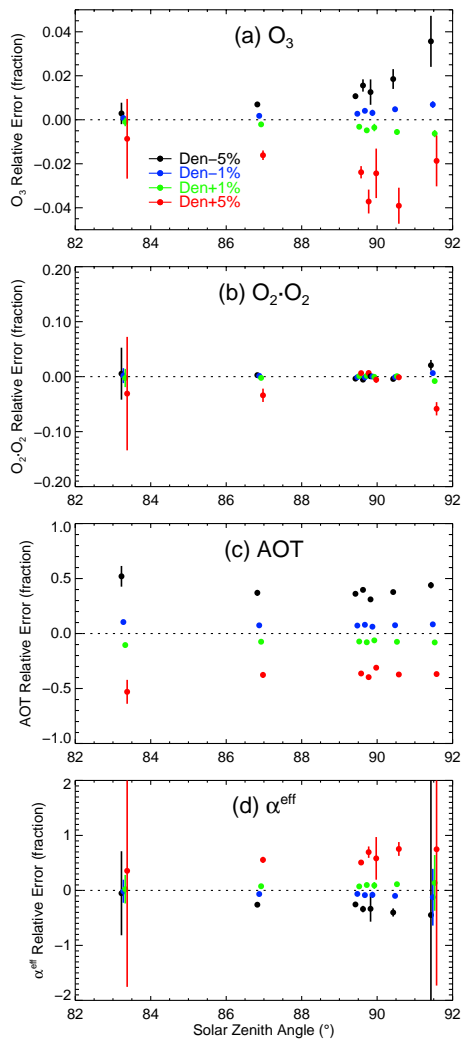 (a) O₃
0.04
0.02
0.00
−0.02
−0.04
O₃ Relative Error (fraction)
Den−5%
Den−1%
Den+1%
Den+5%
82 84 86 88 90 92
(b) O₂·O₂
0.20
0.10
0.00
−0.10
−0.20
O₂·O₂ Relative Error (fraction)
82 84 86 88 90 92
(c) AOT
1.0
0.5
0.0
−0.5
−1.0
AOT Relative Error (fraction)
82 84 86 88 90 92
(d) α^eff
2
1
0
−1
−2
α^eff Relative Error (fraction)
82 84 86 88 90 92
Solar Zenith Angle (°)